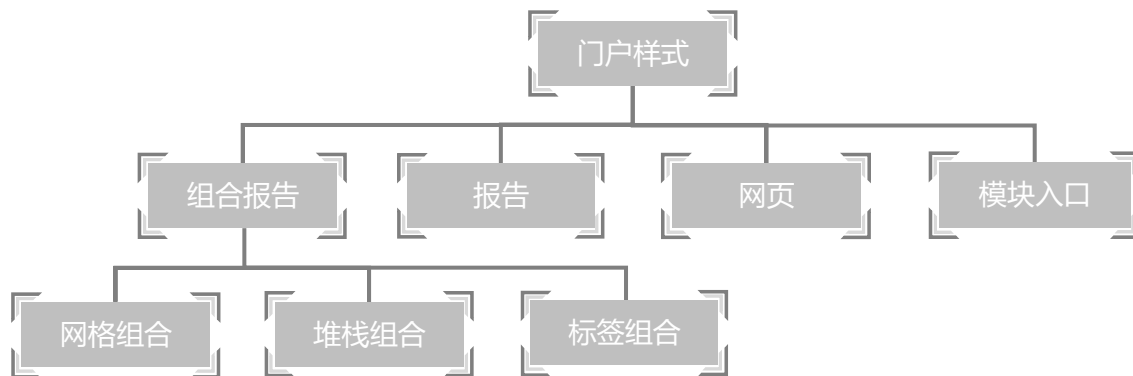 门户样式
组合报告
报告
网页
模块入口
网格组合
堆栈组合
标签组合